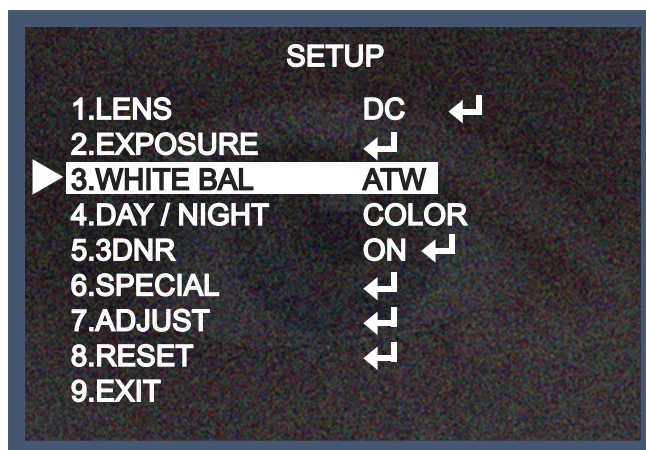 SETUP
1.LENS DC ↵
2.EXPOSURE ↵
3.WHITE BAL ATW
4.DAY / NIGHT COLOR
5.3DNR ON ↵
6.SPECIAL ↵
7.ADJUST ↵
8.RESET ↵
9.EXIT